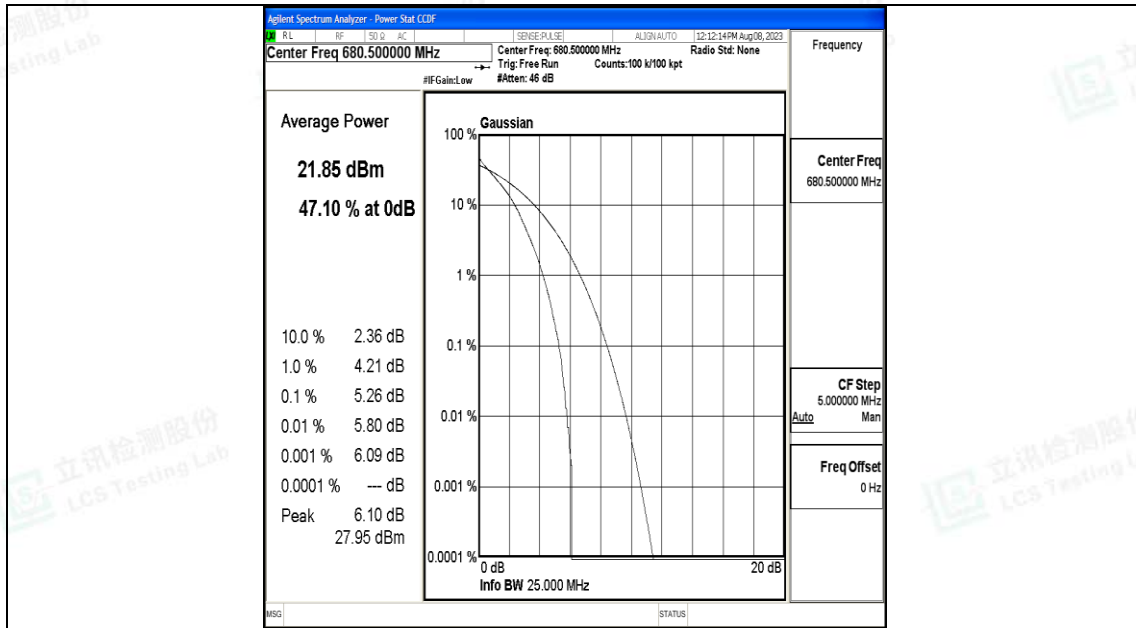 Agilent Spectrum Analyzer - Power Stat CCDF
RL RF 50 Ω AC SENSE:PULSE ALIGN AUTO 12:12:14 PM Aug 08, 2023
Center Freq 680.500000 MHz
Center Freq: 680.500000 MHz Radio Std: None
Trig: Free Run Counts:100 k/100 kpt
#IFGain:Low #Atten: 46 dB
Average Power
21.85 dBm
47.10 % at 0dB
10.0 % 2.36 dB
1.0 % 4.21 dB
0.1 % 5.26 dB
0.01 % 5.80 dB
0.001 % 6.09 dB
0.0001 % --- dB
Peak 6.10 dB
27.95 dBm
Gaussian
100 %
10 %
1 %
0.1 %
0.01 %
0.001 %
0.0001 %
0 dB 20 dB
Info BW 25.000 MHz
Frequency
Center Freq
680.500000 MHz
CF Step
5.000000 MHz
Auto Man
Freq Offset
0 Hz
MSG STATUS
立讯检测股份
LCS Testing Lab
立讯检测股份